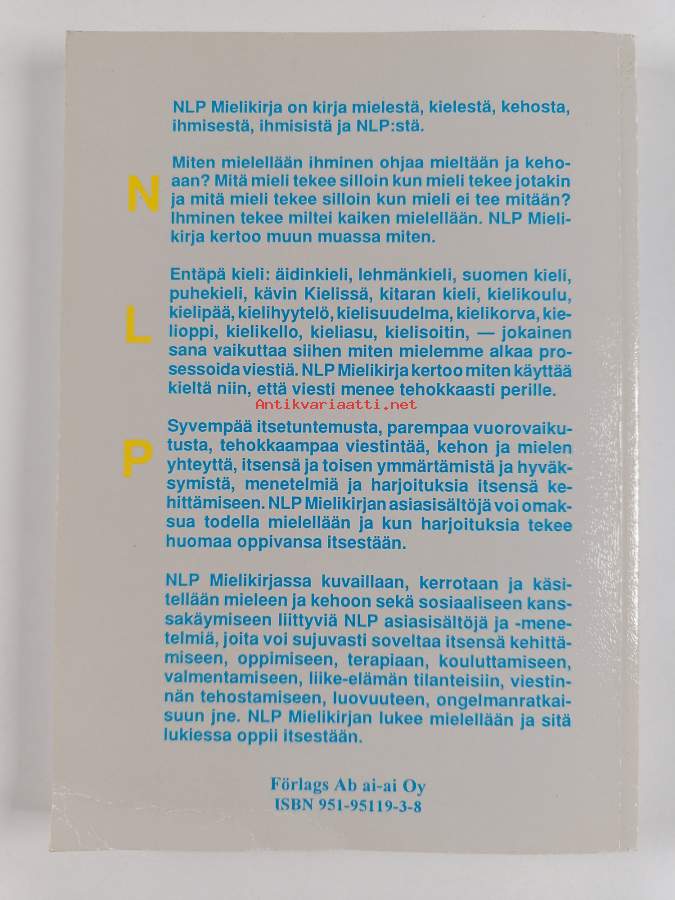 NLP Mielikirja on kirja mielestä, kielestä, kehosta,
ihmisestä, ihmisistä ja NLP:stä.
N
Miten mielellään ihminen ohjaa mieltään ja keho-
aan? Mitä mieli tekee silloin kun mieli tekee jotakin
ja mitä mieli tekee silloin kun mieli ei tee mitään?
Ihminen tekee miltei kaiken mielellään. NLP Mieli-
kirja kertoo muun muassa miten.
L
Entäpä kieli: äidinkieli, lehmänkieli, suomen kieli,
puhekieli, kävin Kielissä, kitaran kieli, kielikoulu,
kielipää, kielihyytelö, kielisuudelma, kielikorva, kie-
lioppi, kielikello, kieliasu, kielisoitin, — jokainen
sana vaikuttaa siihen miten mielemme alkaa pro-
sessoida viestiä. NLP Mielikirja kertoo miten käyttää
kieltä niin, että viesti menee tehokkaasti perille.
Antikvariaatti.net
P
Syvempää itsetuntemusta, parempaa vuorovaiku-
tusta, tehokkaampaa viestintää, kehon ja mielen
yhteyttä, itsensä ja toisen ymmärtämistä ja hyväk-
symistä, menetelmiä ja harjoituksia itsensä ke-
hittämiseen. NLP Mielikirjan asiasisältöjä voi omak-
sua todella mielellään ja kun harjoituksia tekee
huomaa oppivansa itsestään.
NLP Mielikirjassa kuvaillaan, kerrotaan ja käsi-
tellään mieleen ja kehoon sekä sosiaaliseen kans-
sakäymiseen liittyviä NLP asiasisältöjä ja -mene-
telmiä, joita voi sujuvasti soveltaa itsensä kehittä-
miseen, oppimiseen, terapiaan, kouluttamiseen,
valmentamiseen, liike-elämän tilanteisiin, viestin-
nän tehostamiseen, luovuuteen, ongelmanratkai-
suun jne. NLP Mielikirjan lukee mielellään ja sitä
lukiessa oppii itsestään.
Förlags Ab ai-ai Oy
ISBN 951-95119-3-8